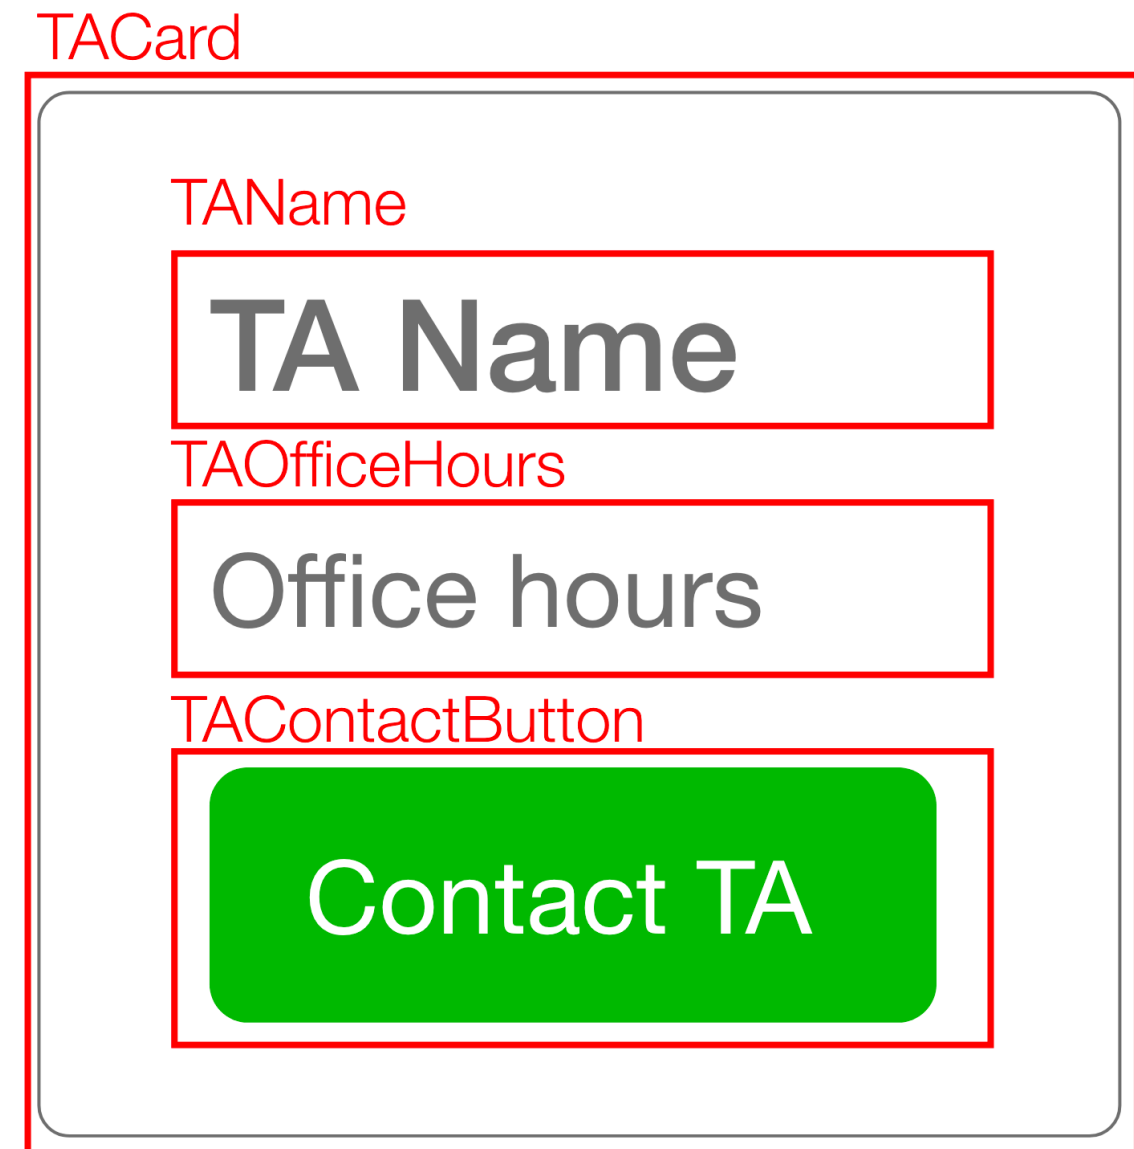 TACard
TAName
TA Name
TAOfficeHours
Office hours
TAContactButton
Contact TA